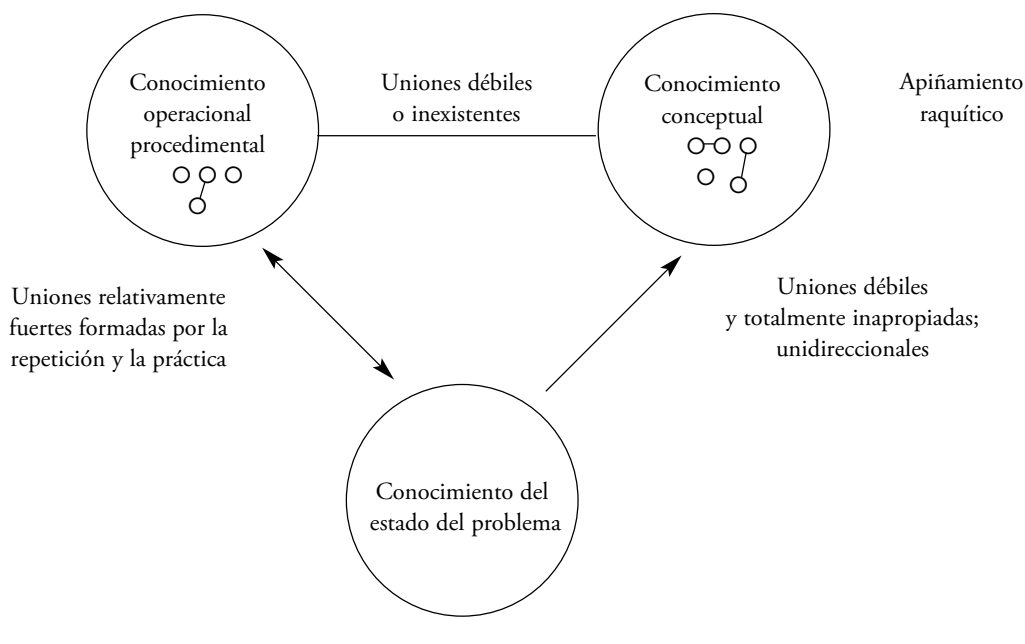 Conocimiento
operacional
procedimental
Uniones débiles
o inexistentes
Conocimiento
conceptual
Apiñamiento
raquítico
Uniones relativamente
fuertes formadas por la
repetición y la práctica
Uniones débiles
y totalmente inapropiadas;
unidireccionales
Conocimiento del
estado del problema